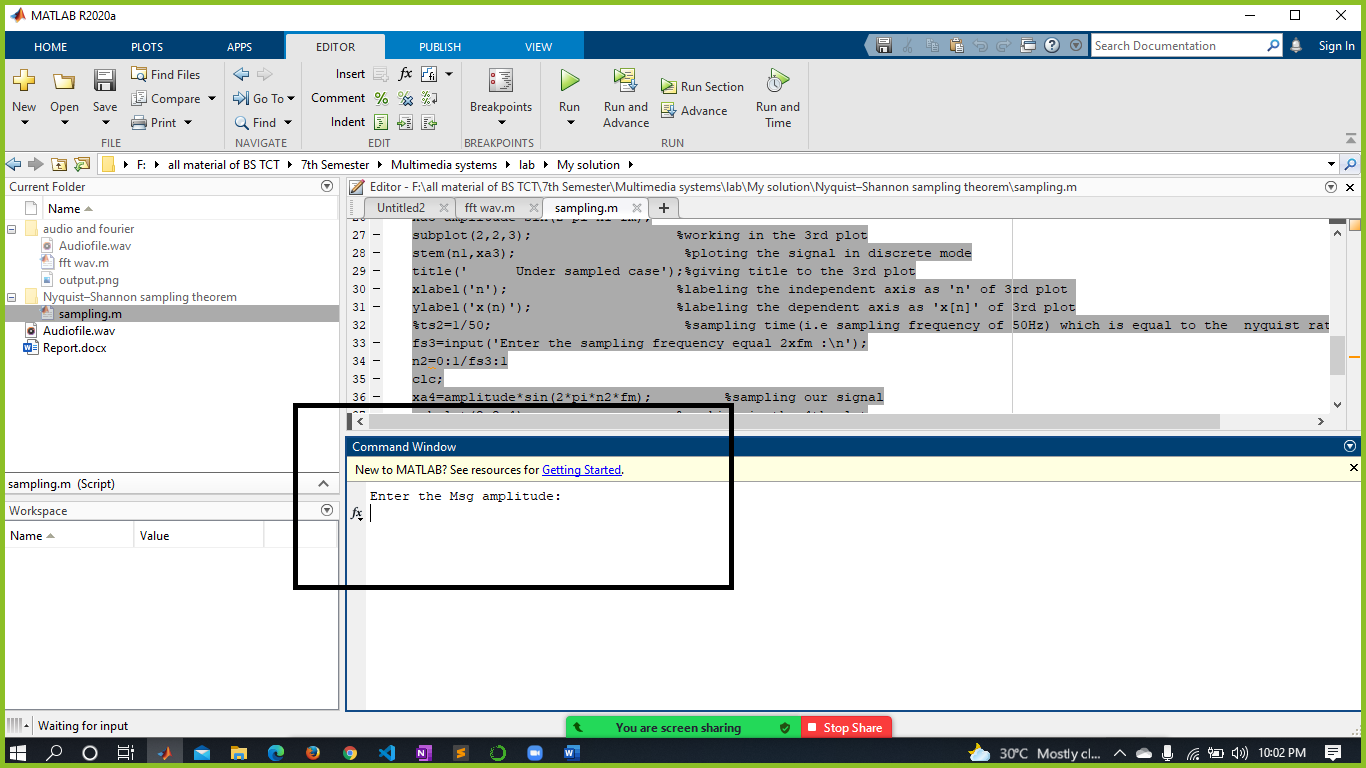 MATLAB R2020a
HOME PLOTS APPS EDITOR PUBLISH VIEW Search Documentation Sign In
New Open Save Find Files Compare Print Go To Find Insert fx Comment Indent Breakpoints Run Run and Advance Run Section Advance Run and Time
FILE NAVIGATE EDIT BREAKPOINTS RUN
F: all material of BS TCT 7th Semester Multimedia systems lab My solution
Current Folder
Name
audio and fourier
Audiofile.wav
fft wav.m
output.png
Nyquist–Shannon sampling theorem
sampling.m
Audiofile.wav
Report.docx
sampling.m (Script)
Workspace
Name Value
Editor - F:\all material of BS TCT\7th Semester\Multimedia systems\lab\My solution\Nyquist–Shannon sampling theorem\sampling.m
Untitled2 fft wav.m sampling.m
27 subplot(2,2,3); %working in the 3rd plot
28 stem(n1,xa3); %ploting the signal in discrete mode
29 title(' Under sampled case');%giving title to the 3rd plot
30 xlabel('n'); %labeling the independent axis as 'n' of 3rd plot
31 ylabel('x(n)'); %labeling the dependent axis as 'x[n]' of 3rd plot
32 %ts2=1/50; %sampling time(i.e sampling frequency of 50Hz) which is equal to the nyquist rat
33 fs3=input('Enter the sampling frequency equal 2xfm :\n');
34 n2=0:1/fs3:1
35 clc;
36 xa4=amplitude*sin(2*pi*n2*fm); %sampling our signal
Command Window
New to MATLAB? See resources for Getting Started.
Enter the Msg amplitude:
fx
Waiting for input
You are screen sharing Stop Share
30°C Mostly cl... 10:02 PM